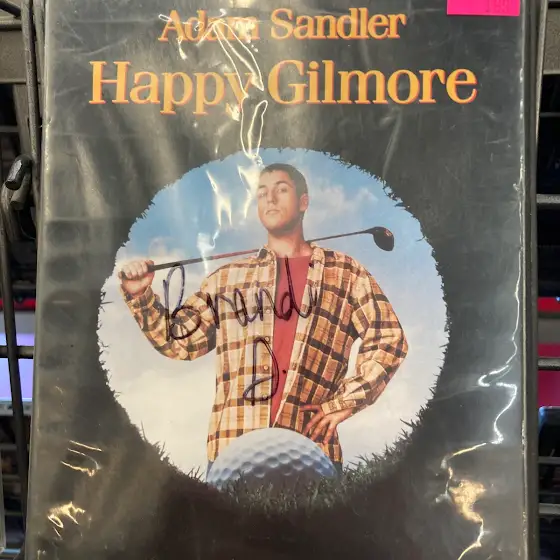 Adam Sandler
Happy Gilmore
Brandi
D.